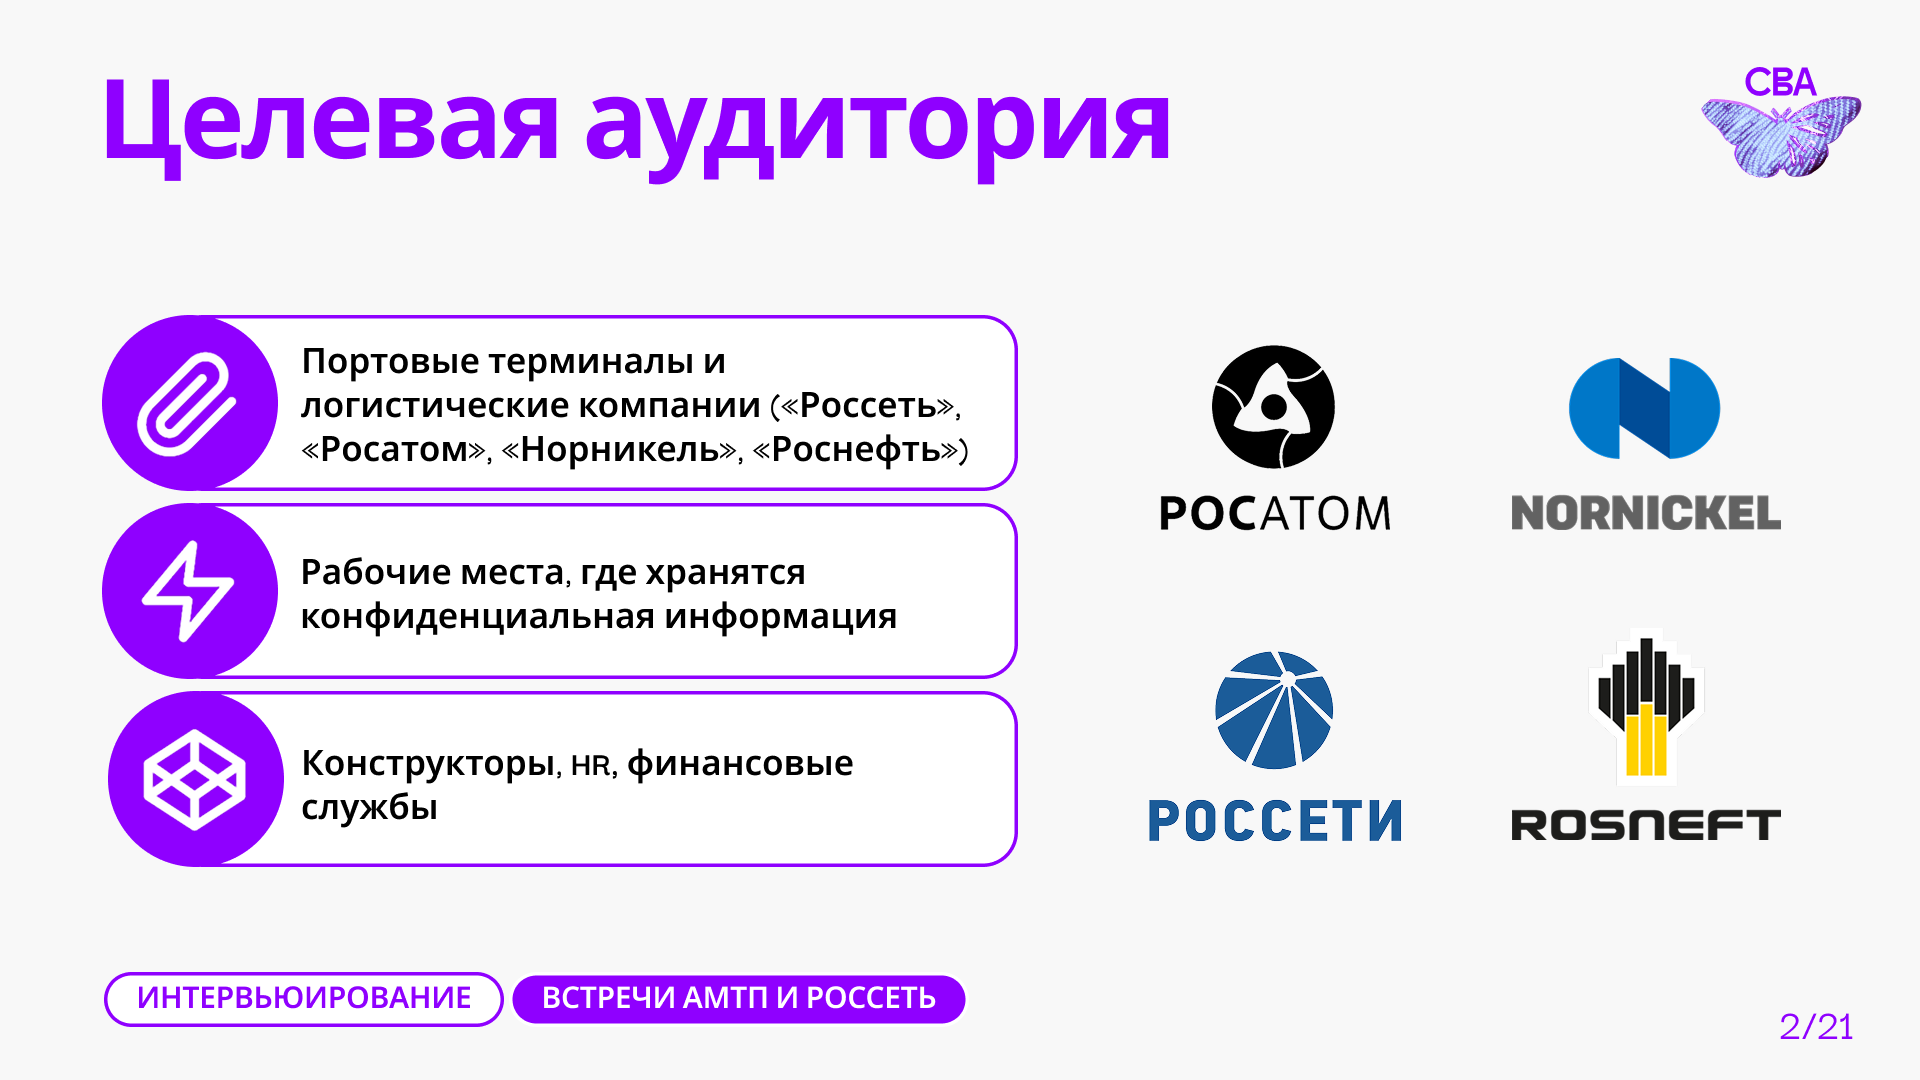 Целевая аудитория
СВА
Портовые терминалы и
логистические компании («Россеть»,
«Росатом», «Норникель», «Роснефть»)
Рабочие места, где хранятся
конфиденциальная информация
Конструкторы, HR, финансовые
службы
РОСАТОМ
NORNICKEL
РОССЕТИ
ROSNEFT
ИНТЕРВЬЮИРОВАНИЕ
ВСТРЕЧИ АМТП И РОССЕТЬ
2/21